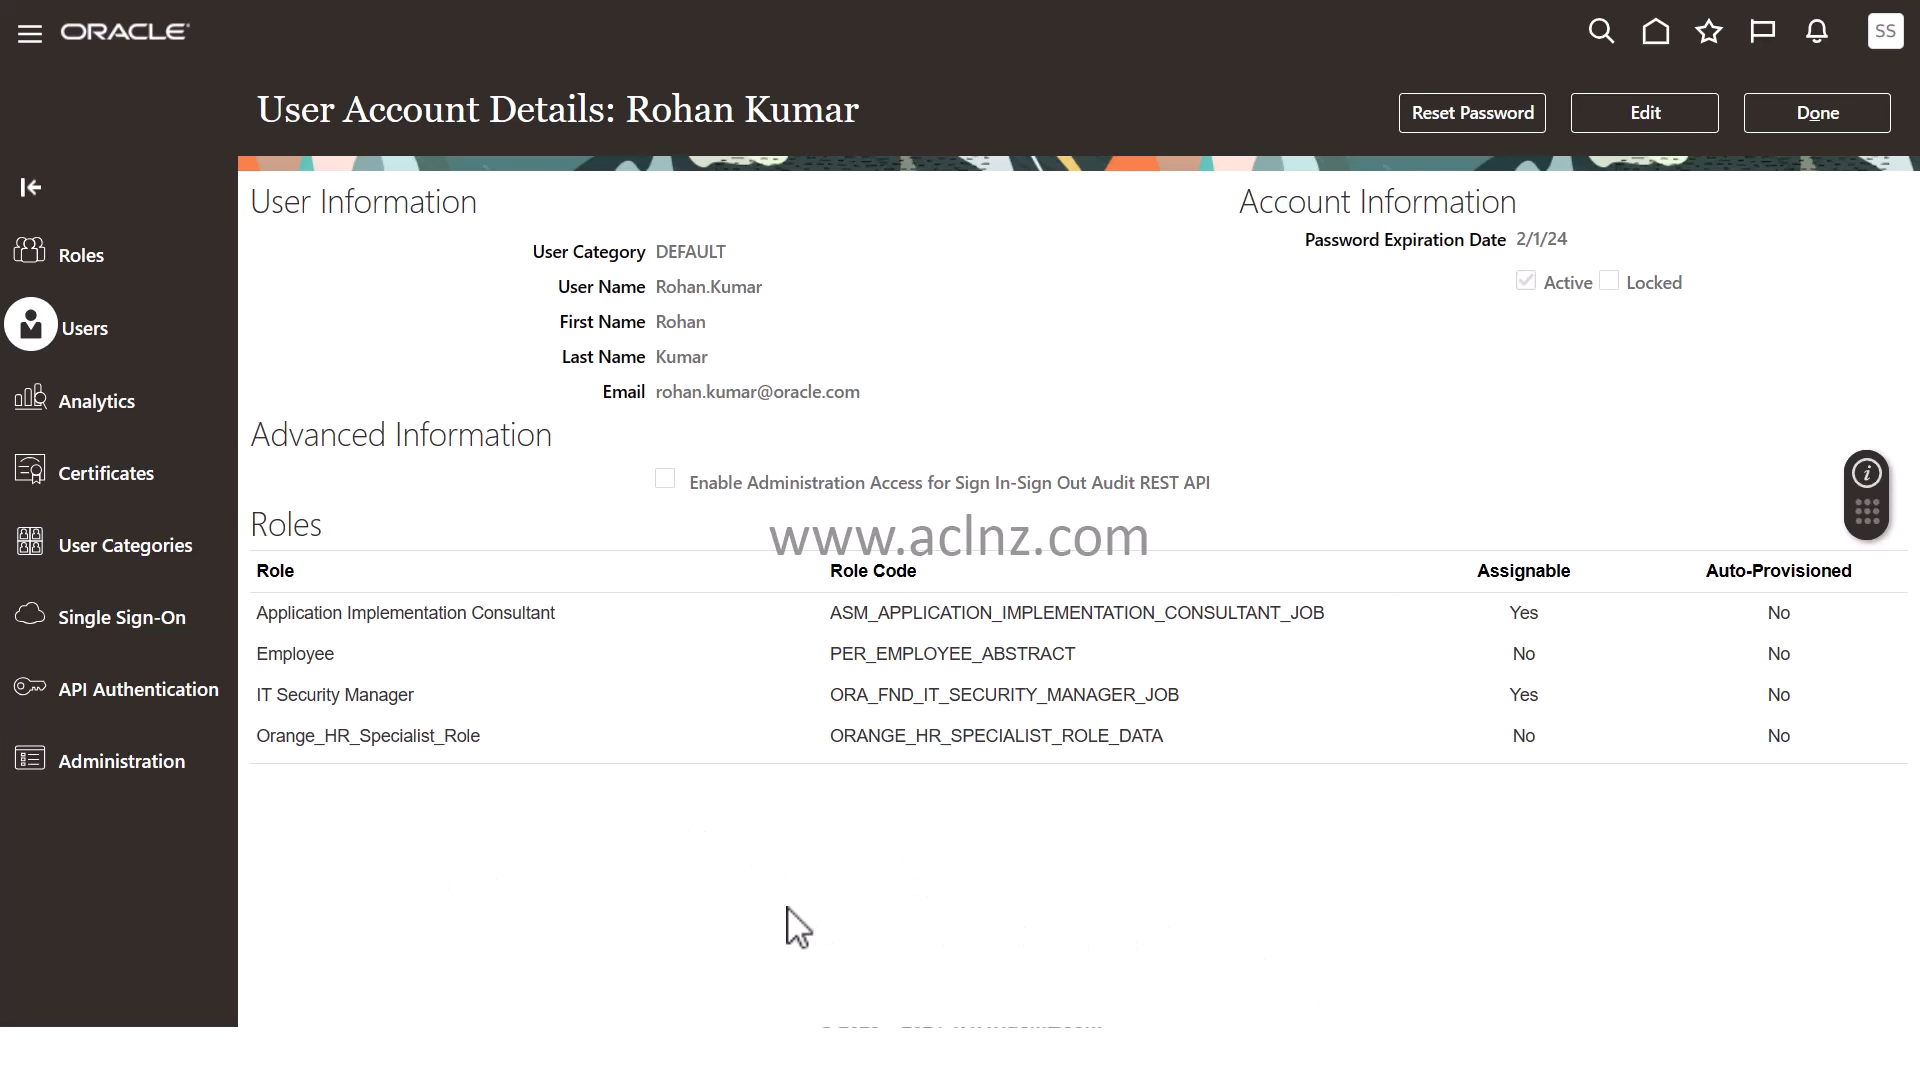 ORACLE
SS
User Account Details: Rohan Kumar
Reset Password
Edit
Done
Roles
Users
Analytics
Certificates
User Categories
Single Sign-On
API Authentication
Administration
User Information
User Category DEFAULT
User Name Rohan.Kumar
First Name Rohan
Last Name Kumar
Email rohan.kumar@oracle.com
Account Information
Password Expiration Date 2/1/24
Active Locked
Advanced Information
Enable Administration Access for Sign In-Sign Out Audit REST API
Roles
www.aclnz.com
Role Role Code Assignable Auto-Provisioned
Application Implementation Consultant ASM_APPLICATION_IMPLEMENTATION_CONSULTANT_JOB Yes No
Employee PER_EMPLOYEE_ABSTRACT No No
IT Security Manager ORA_FND_IT_SECURITY_MANAGER_JOB Yes No
Orange_HR_Specialist_Role ORANGE_HR_SPECIALIST_ROLE_DATA No No